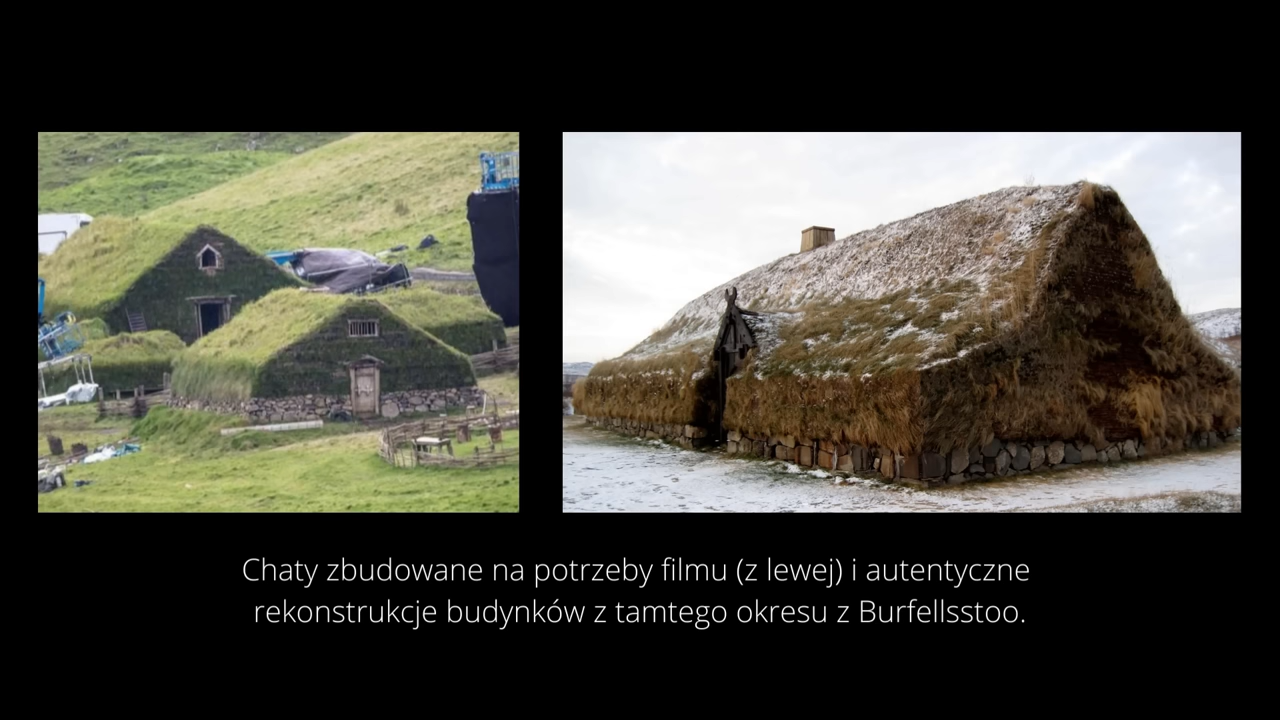 Chaty zbudowane na potrzeby filmu (z lewej) i autentyczne
rekonstrukcje budynków z tamtego okresu z Burfellsstoo.